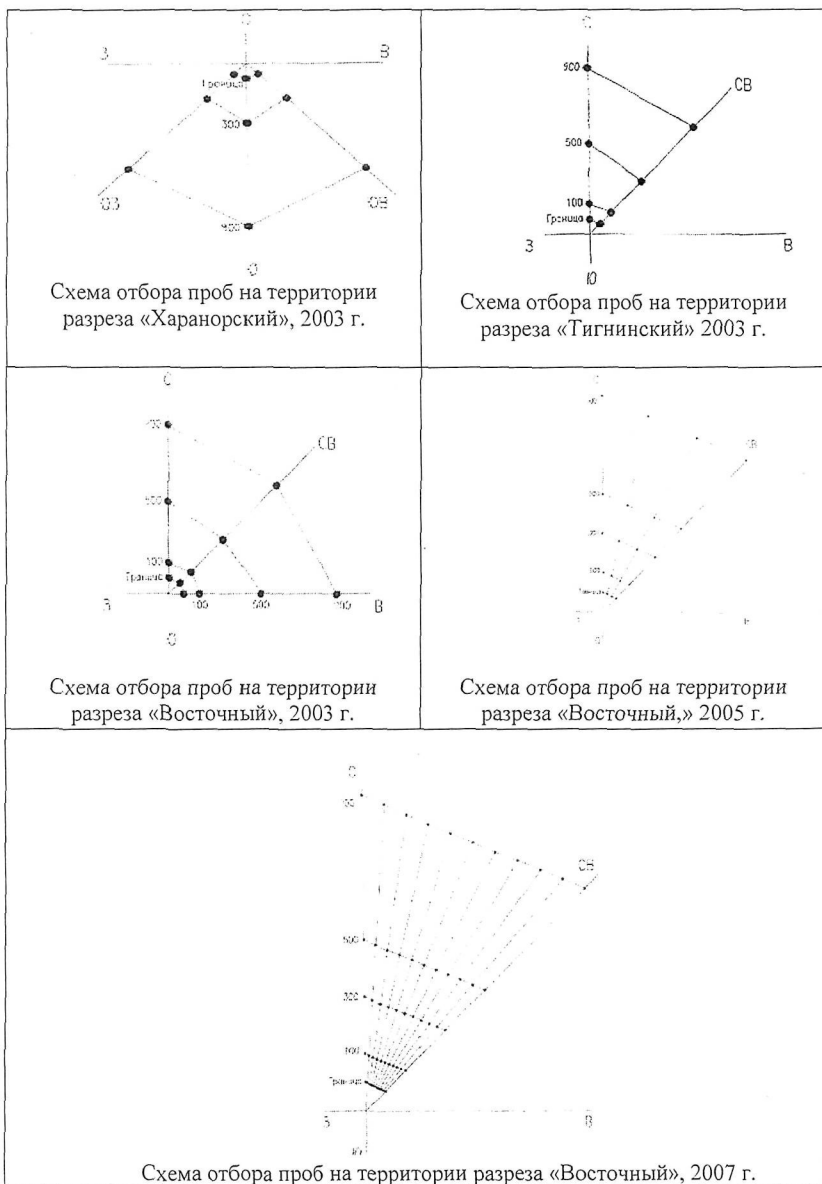 С
З В
Граница
300
900
ЮЗ ЮВ
Ю
Схема отбора проб на территории
разреза «Харанорский», 2003 г.
С
900
СВ
500
100
Граница
З В
Ю
Схема отбора проб на территории
разреза «Тигнинский» 2003 г.
С
СВ
500
100
Граница
З 100 500 В
Ю
Схема отбора проб на территории
разреза «Восточный», 2003 г.
С
СВ
Граница
В
Ю
Схема отбора проб на территории
разреза «Восточный,» 2005 г.
С
СВ
500
300
100
Граница
З В
Ю
Схема отбора проб на территории разреза «Восточный», 2007 г.